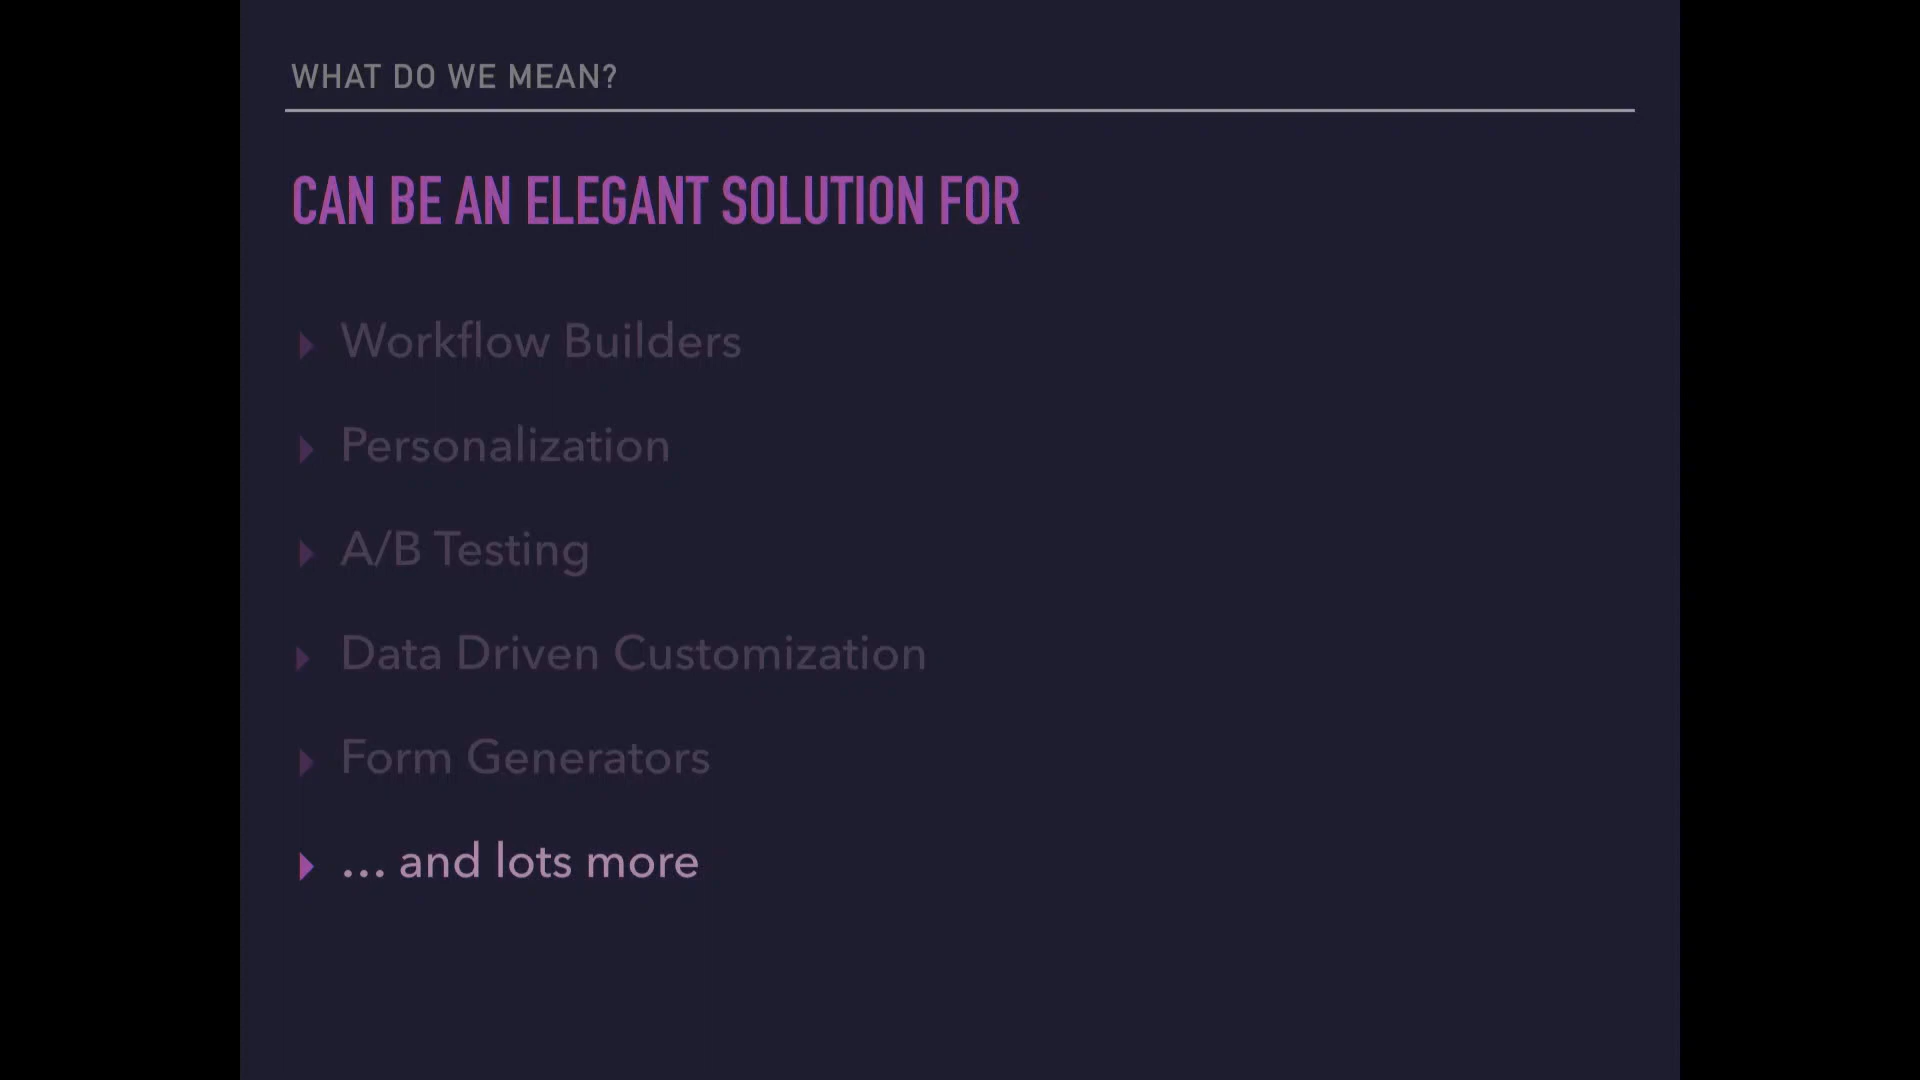 WHAT DO WE MEAN?
CAN BE AN ELEGANT SOLUTION FOR
Workflow Builders
Personalization
A/B Testing
Data Driven Customization
Form Generators
... and lots more